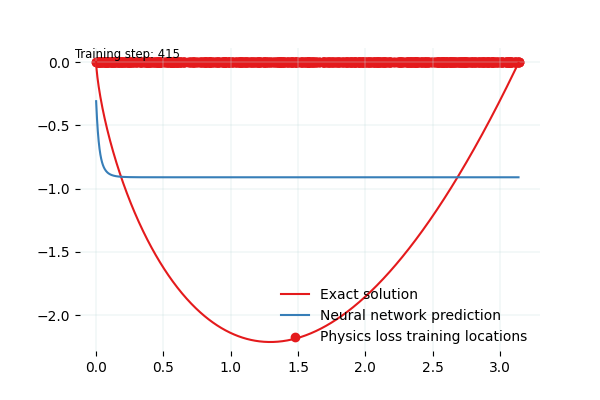 Training step: 415
0.0
−0.5
−1.0
−1.5
−2.0
Exact solution
Neural network prediction
Physics loss training locations
0.0 0.5 1.0 1.5 2.0 2.5 3.0